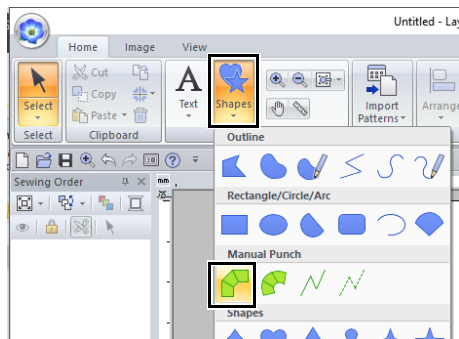 Untitled - Lay
Home Image View
Select
Select
Cut
Copy
Paste
Clipboard
A
Text
Shapes
Import
Patterns
Arrange
Outline
Rectangle/Circle/Arc
Manual Punch
Shapes
Sewing Order
mm